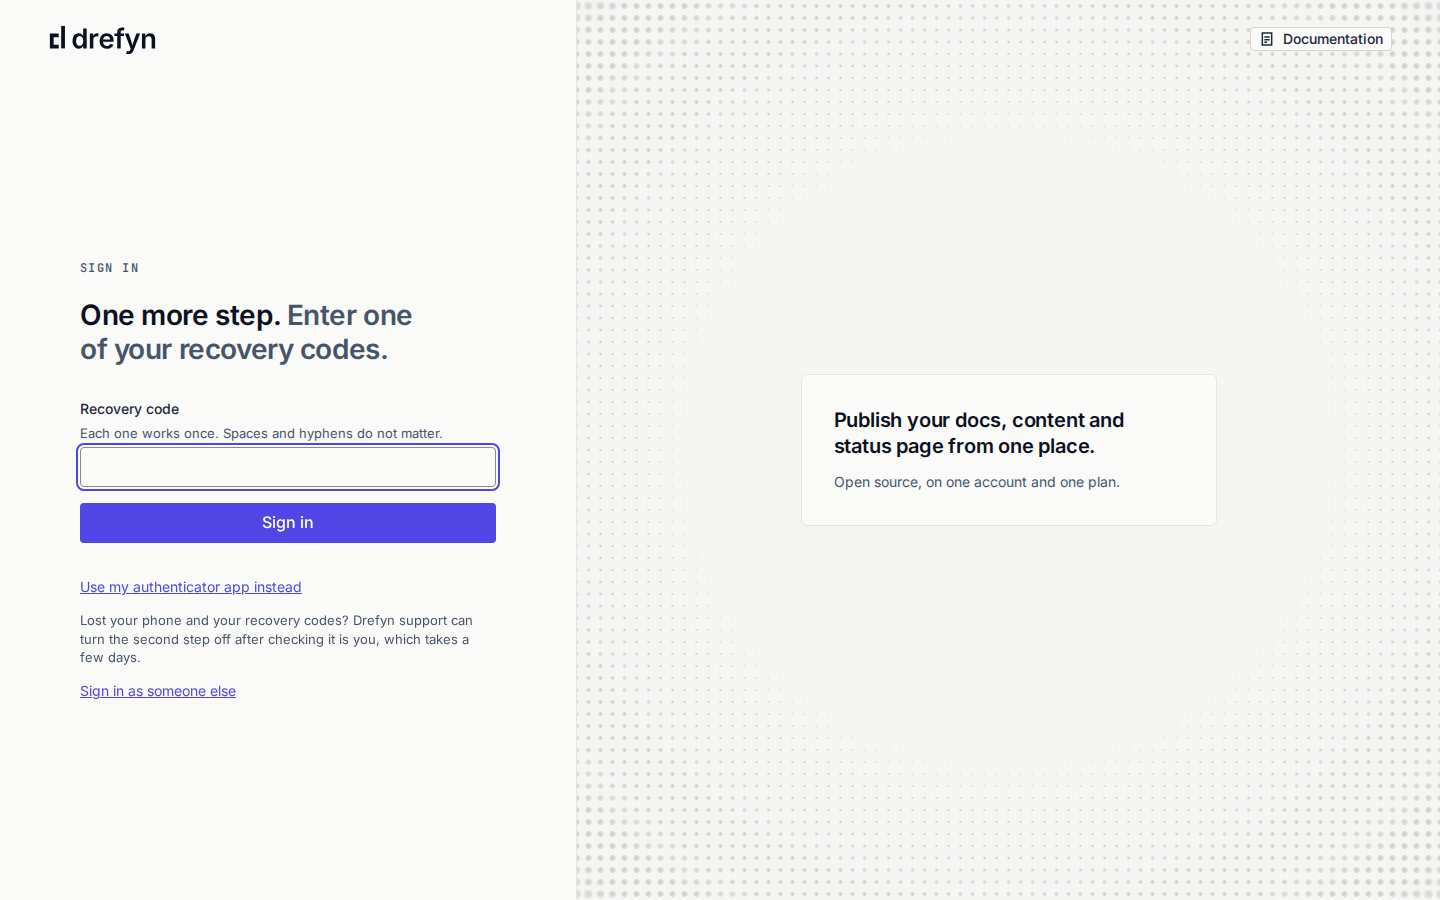 drefyn
Documentation
SIGN IN
One more step. Enter one
of your recovery codes.
Recovery code
Each one works once. Spaces and hyphens do not matter.
Sign in
Use my authenticator app instead
Lost your phone and your recovery codes? Drefyn support can
turn the second step off after checking it is you, which takes a
few days.
Sign in as someone else
Publish your docs, content and
status page from one place.
Open source, on one account and one plan.